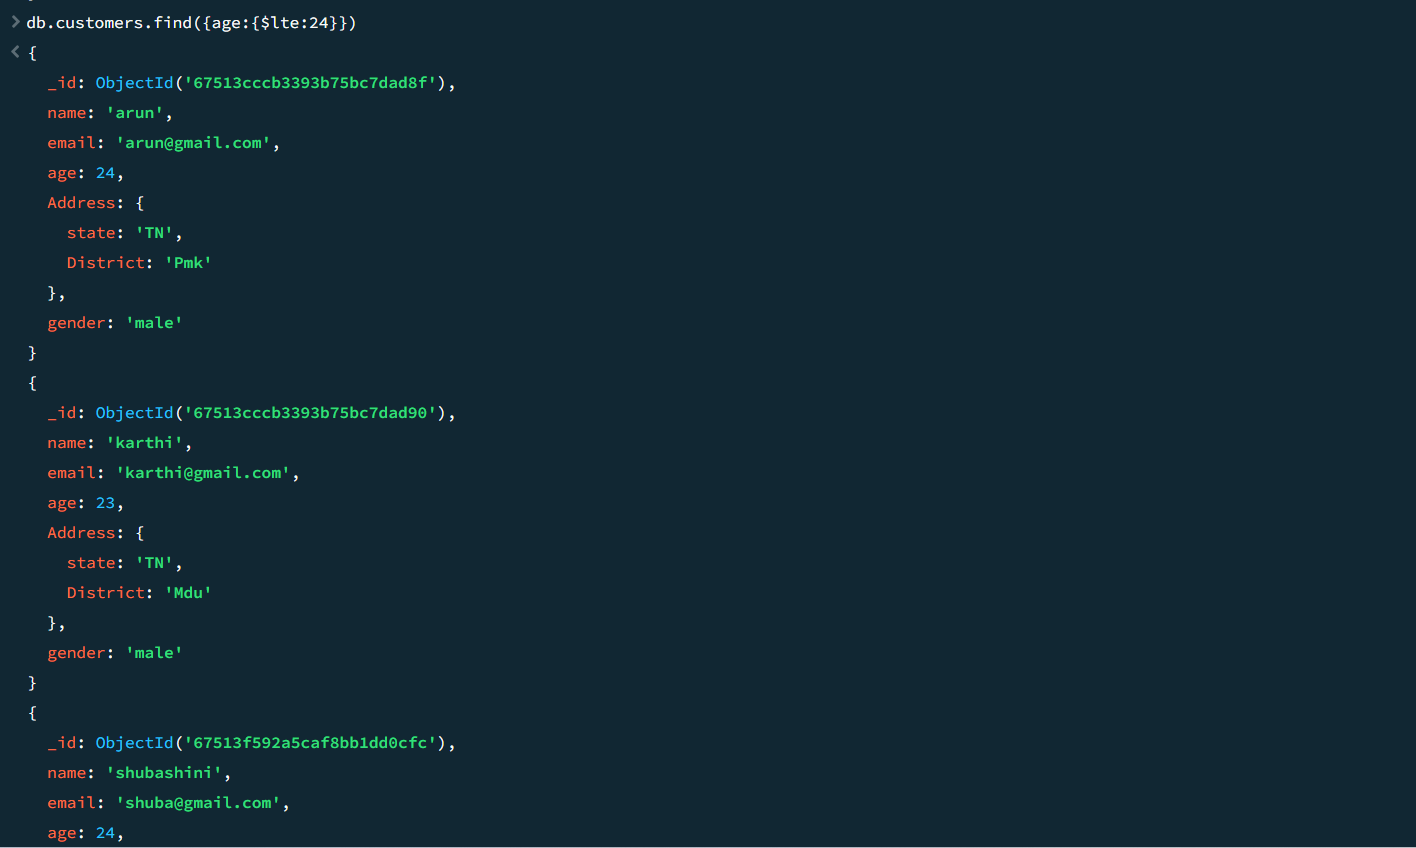 > db.customers.find({age:{$lte:24}})
< {
_id: ObjectId('67513cccb3393b75bc7dad8f'),
name: 'arun',
email: 'arun@gmail.com',
age: 24,
Address: {
state: 'TN',
District: 'Pmk'
},
gender: 'male'
}
{
_id: ObjectId('67513cccb3393b75bc7dad90'),
name: 'karthi',
email: 'karthi@gmail.com',
age: 23,
Address: {
state: 'TN',
District: 'Mdu'
},
gender: 'male'
}
{
_id: ObjectId('67513f592a5caf8bb1dd0cfc'),
name: 'shubashini',
email: 'shuba@gmail.com',
age: 24,